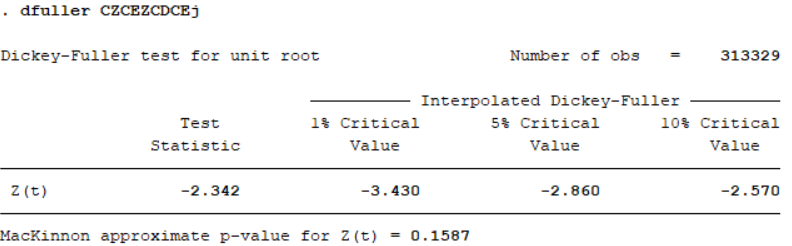 . dfuller CZCEZCDCEj
Dickey-Fuller test for unit root Number of obs = 313329
Interpolated Dickey-Fuller
Test 1% Critical 5% Critical 10% Critical
Statistic Value Value Value
Z(t) -2.342 -3.430 -2.860 -2.570
MacKinnon approximate p-value for Z(t) = 0.1587